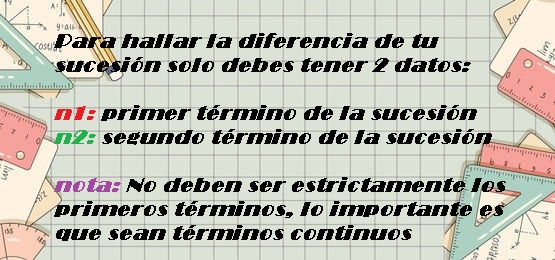 Para hallar la diferencia de tu
sucesión solo debes tener 2 datos:
n1: primer término de la sucesión
n2: segundo término de la sucesión
nota: No deben ser estrictamente los
primeros términos, lo importante es
que sean términos continuos